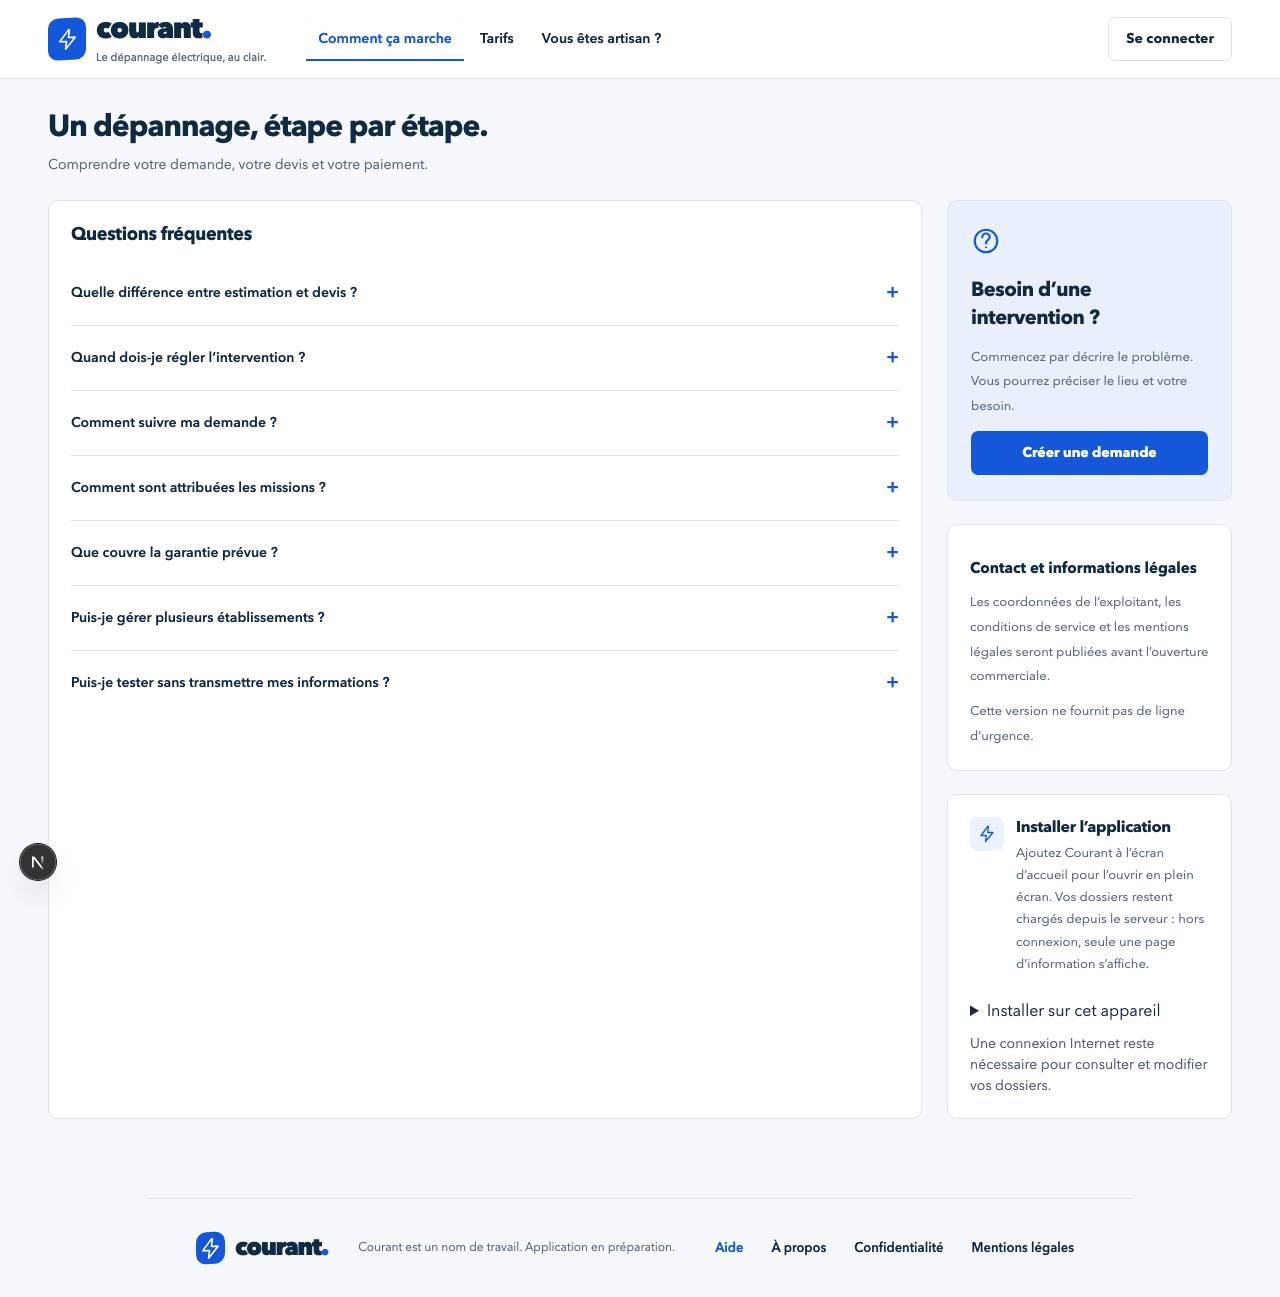 courant.
Le dépannage électrique, au clair.
Comment ça marche
Tarifs
Vous êtes artisan ?
Se connecter
Un dépannage, étape par étape.
Comprendre votre demande, votre devis et votre paiement.
Questions fréquentes
Quelle différence entre estimation et devis ? +
Quand dois-je régler l’intervention ? +
Comment suivre ma demande ? +
Comment sont attribuées les missions ? +
Que couvre la garantie prévue ? +
Puis-je gérer plusieurs établissements ? +
Puis-je tester sans transmettre mes informations ? +
Besoin d’une
intervention ?
Commencez par décrire le problème.
Vous pourrez préciser le lieu et votre
besoin.
Créer une demande
Contact et informations légales
Les coordonnées de l’exploitant, les
conditions de service et les mentions
légales seront publiées avant l’ouverture
commerciale.
Cette version ne fournit pas de ligne
d’urgence.
Installer l’application
Ajoutez Courant à l’écran
d’accueil pour l’ouvrir en plein
écran. Vos dossiers restent
chargés depuis le serveur : hors
connexion, seule une page
d’information s’affiche.
Installer sur cet appareil
Une connexion Internet reste
nécessaire pour consulter et modifier
vos dossiers.
N
courant.
Courant est un nom de travail. Application en préparation.
Aide
À propos
Confidentialité
Mentions légales